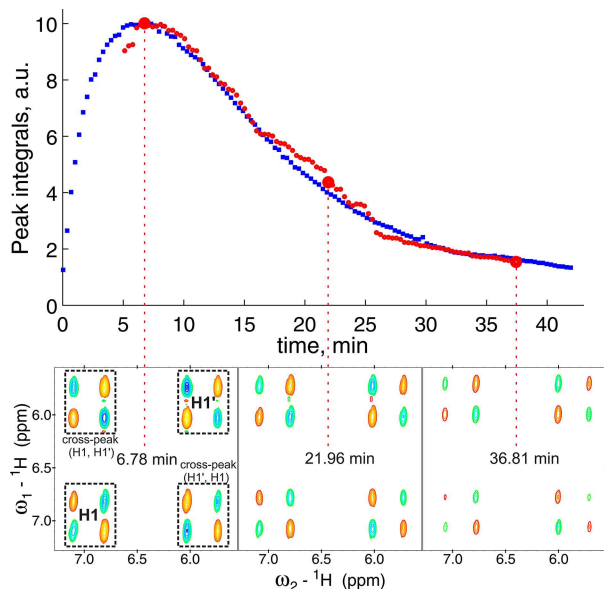 10
8
6
4
2
0
Peak integrals, a.u.
0 5 10 15 20 25 30 35 40
time, min
6.0
6.5
7.0
ω1 - 1H (ppm)
H1'
cross-peak
(H1, H1')
6.78 min
cross-peak
(H1', H1)
H1
21.96 min
36.81 min
7.0 6.5 6.0 7.0 6.5 6.0 7.0 6.5 6.0
ω2 - 1H (ppm)